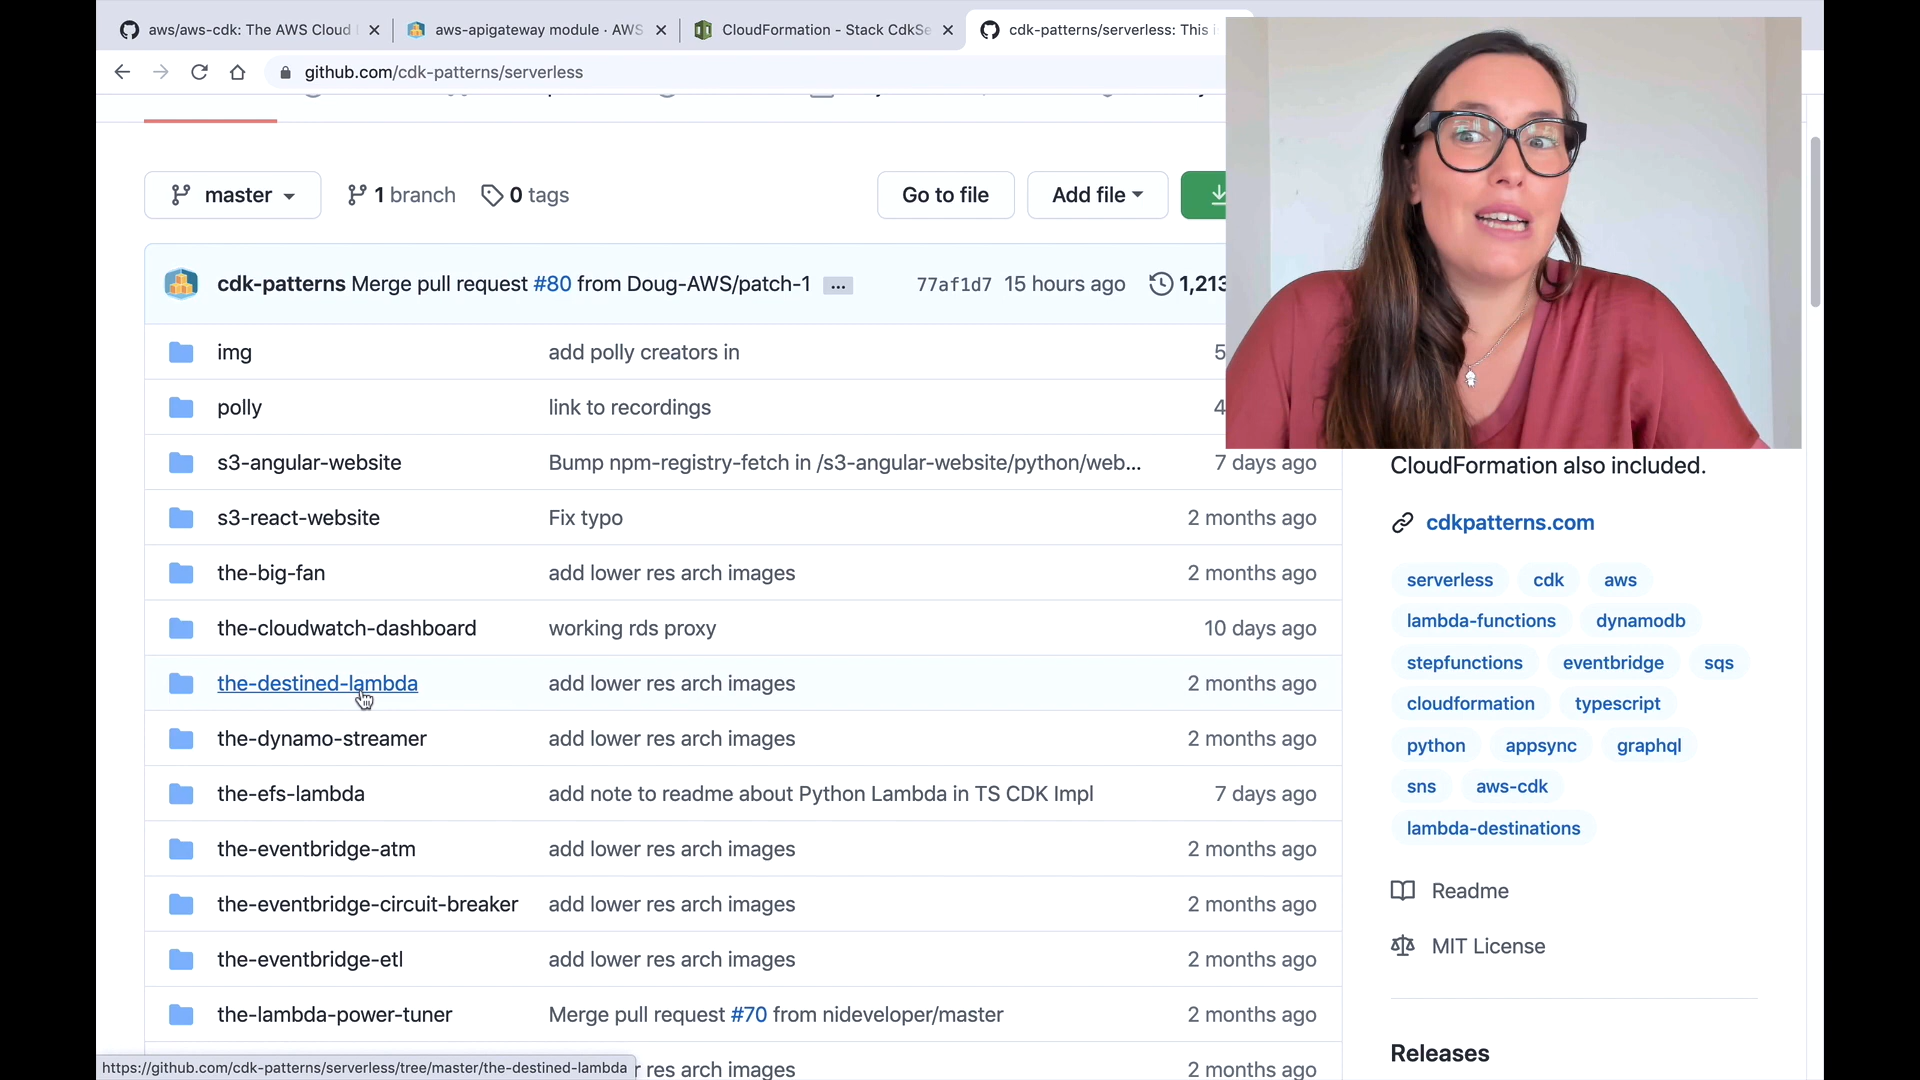 aws/aws-cdk: The AWS Cloud
aws-apigateway module · AWS
CloudFormation - Stack CdkSe
cdk-patterns/serverless: This i
github.com/cdk-patterns/serverless
master
1 branch
0 tags
Go to file
Add file
cdk-patterns Merge pull request #80 from Doug-AWS/patch-1 ...
77af1d7 15 hours ago
1,213
img add polly creators in 5
polly link to recordings 4
s3-angular-website Bump npm-registry-fetch in /s3-angular-website/python/web... 7 days ago
s3-react-website Fix typo 2 months ago
the-big-fan add lower res arch images 2 months ago
the-cloudwatch-dashboard working rds proxy 10 days ago
the-destined-lambda add lower res arch images 2 months ago
the-dynamo-streamer add lower res arch images 2 months ago
the-efs-lambda add note to readme about Python Lambda in TS CDK Impl 7 days ago
the-eventbridge-atm add lower res arch images 2 months ago
the-eventbridge-circuit-breaker add lower res arch images 2 months ago
the-eventbridge-etl add lower res arch images 2 months ago
the-lambda-power-tuner Merge pull request #70 from nideveloper/master 2 months ago
r res arch images 2 months ago
https://github.com/cdk-patterns/serverless/tree/master/the-destined-lambda
CloudFormation also included.
cdkpatterns.com
serverless cdk aws
lambda-functions dynamodb
stepfunctions eventbridge sqs
cloudformation typescript
python appsync graphql
sns aws-cdk
lambda-destinations
Readme
MIT License
Releases